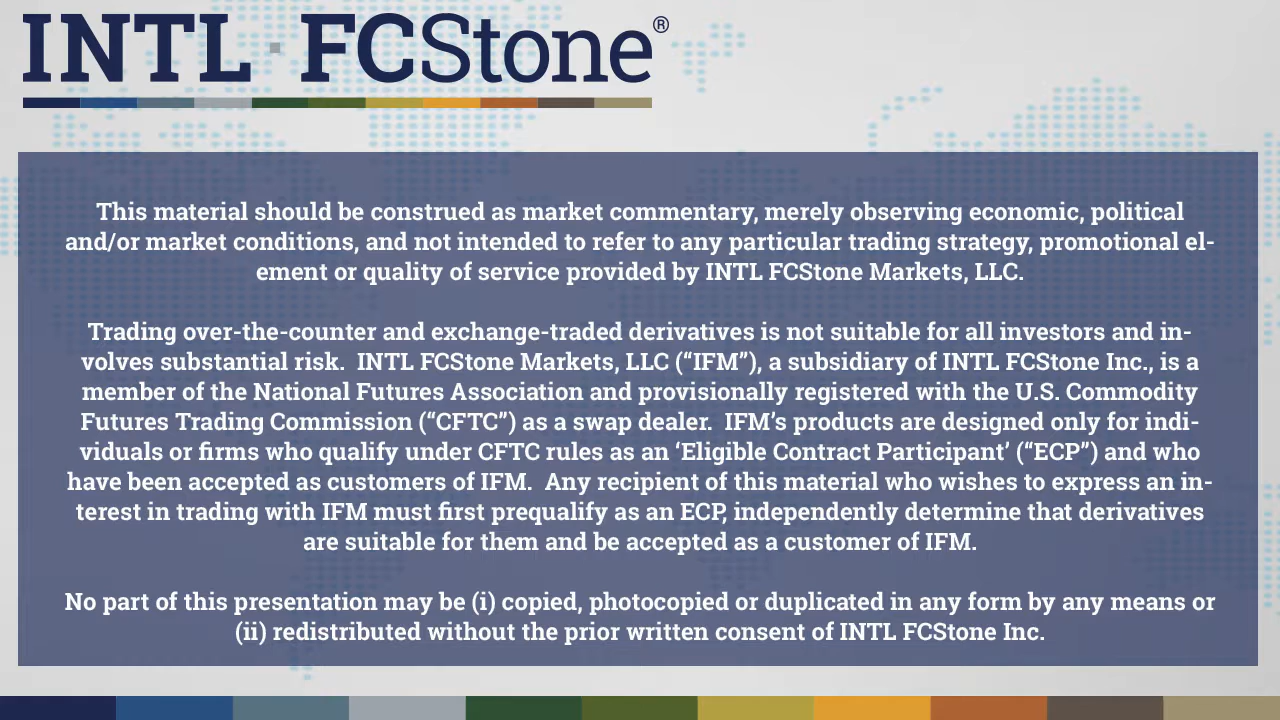 INTL FCStone®
This material should be construed as market commentary, merely observing economic, political
and/or market conditions, and not intended to refer to any particular trading strategy, promotional el-
ement or quality of service provided by INTL FCStone Markets, LLC.
Trading over-the-counter and exchange-traded derivatives is not suitable for all investors and in-
volves substantial risk.  INTL FCStone Markets, LLC (“IFM”), a subsidiary of INTL FCStone Inc., is a
member of the National Futures Association and provisionally registered with the U.S. Commodity
Futures Trading Commission (“CFTC”) as a swap dealer.  IFM’s products are designed only for indi-
viduals or firms who qualify under CFTC rules as an ‘Eligible Contract Participant’ (“ECP”) and who
have been accepted as customers of IFM.  Any recipient of this material who wishes to express an in-
terest in trading with IFM must first prequalify as an ECP, independently determine that derivatives
are suitable for them and be accepted as a customer of IFM.
No part of this presentation may be (i) copied, photocopied or duplicated in any form by any means or
(ii) redistributed without the prior written consent of INTL FCStone Inc.